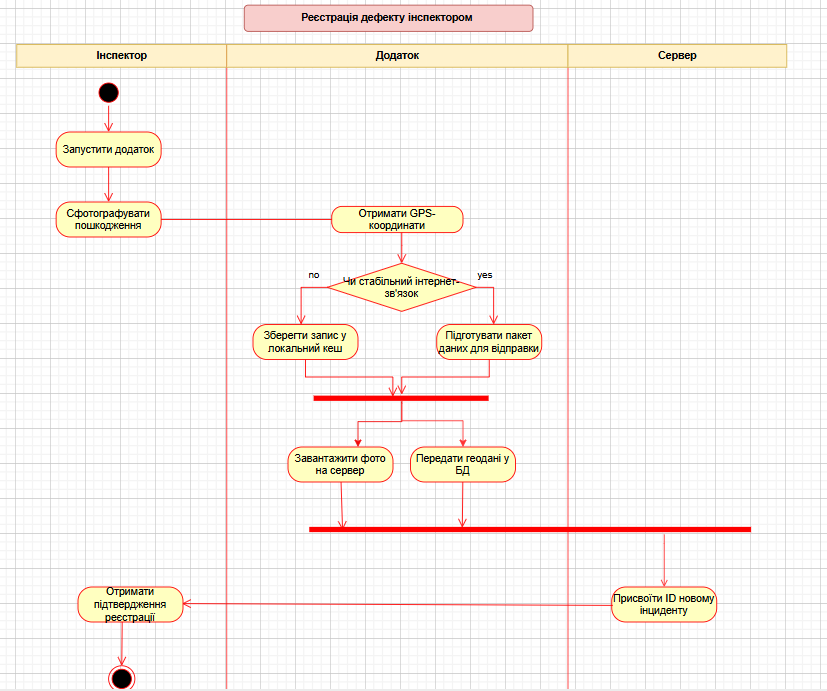 Реєстрація дефекту інспектором
Інспектор
Додаток
Сервер
Запустити додаток
Сфотографувати
пошкодження
Отримати GPS-
координати
Чи стабільний інтернет-
зв'язок
no
yes
Зберегти запис у
локальний кеш
Підготувати пакет
даних для відправки
Завантажити фото
на сервер
Передати геодані у
БД
Присвоїти ID новому
інциденту
Отримати
підтвердження
реєстрації